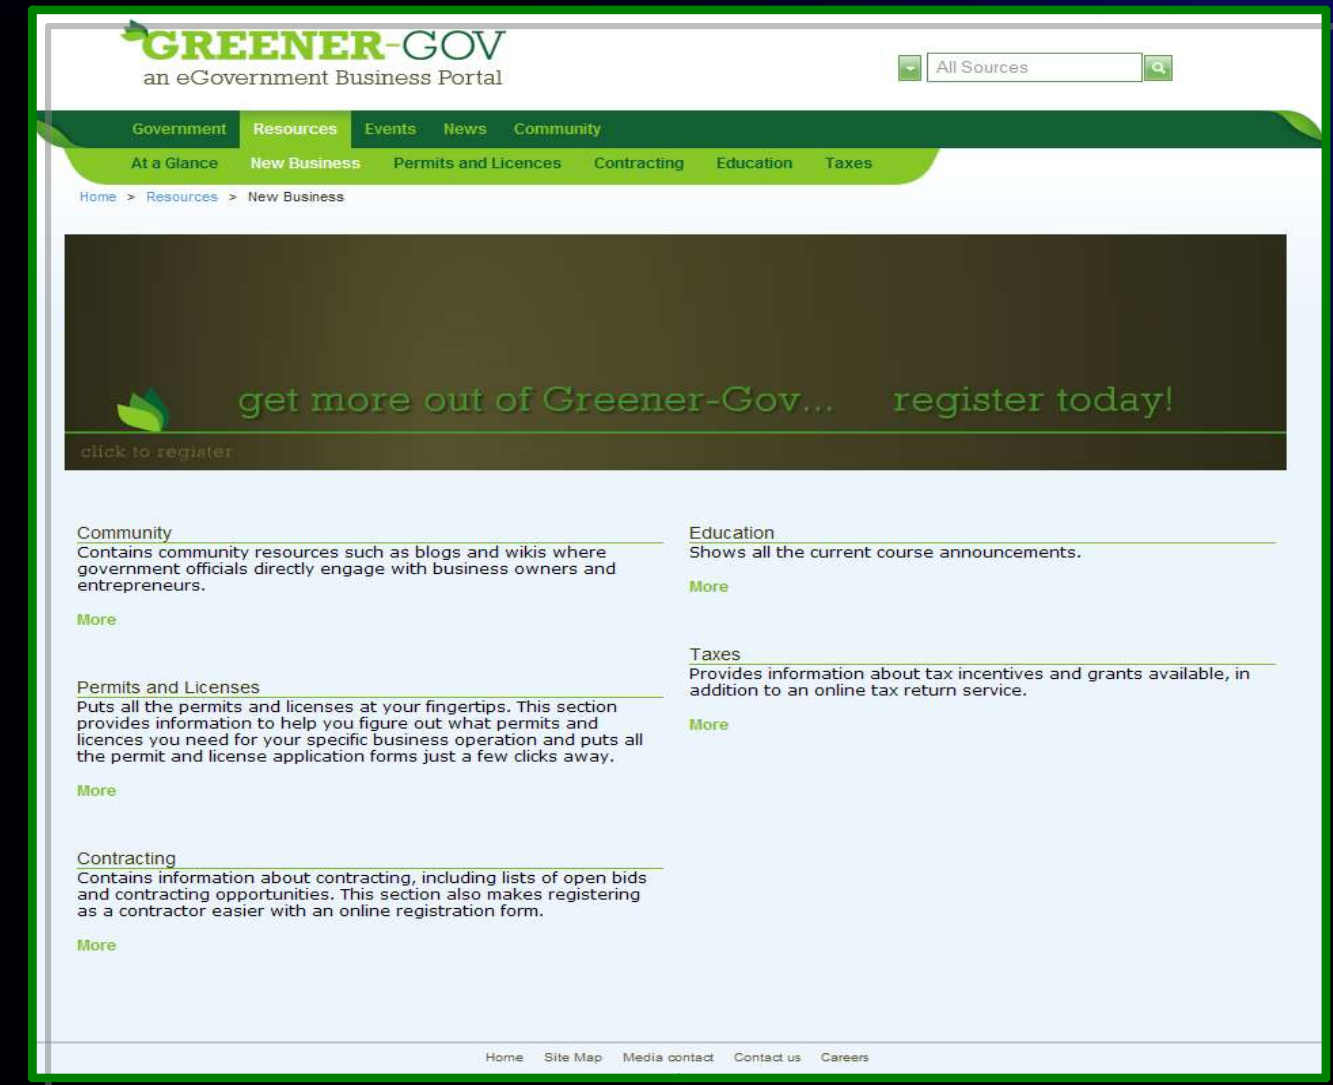 GREENER-GOV
an eGovernment Business Portal
All Sources
Government Resources Events News Community
At a Glance New Business Permits and Licences Contracting Education Taxes
Home > Resources > New Business
get more out of Greener-Gov... register today!
click to register
Community
Contains community resources such as blogs and wikis where
government officials directly engage with business owners and
entrepreneurs.
More
Permits and Licenses
Puts all the permits and licenses at your fingertips. This section
provides information to help you figure out what permits and
licences you need for your specific business operation and puts all
the permit and license application forms just a few clicks away.
More
Contracting
Contains information about contracting, including lists of open bids
and contracting opportunities. This section also makes registering
as a contractor easier with an online registration form.
More
Education
Shows all the current course announcements.
More
Taxes
Provides information about tax incentives and grants available, in
addition to an online tax return service.
More
Home Site Map Media contact Contact us Careers